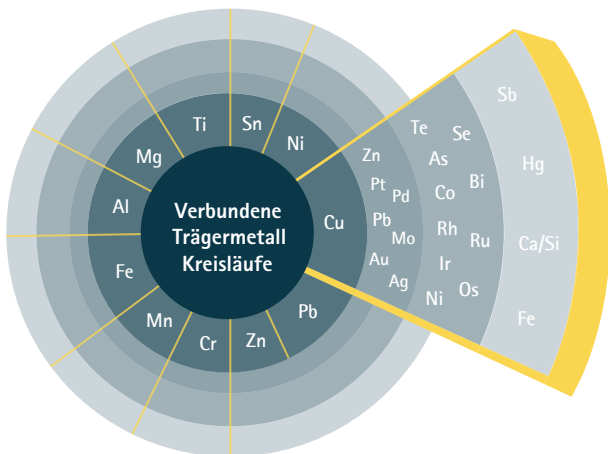 Verbundene
Trägermetall
Kreisläufe
Ti
Sn
Ni
Mg
Al
Fe
Mn
Cr
Zn
Pb
Cu
Zn
Pt
Pd
Pb
Mo
Au
Ag
Te
Se
As
Bi
Co
Rh
Ru
Ir
Os
Ni
Sb
Hg
Ca/Si
Fe